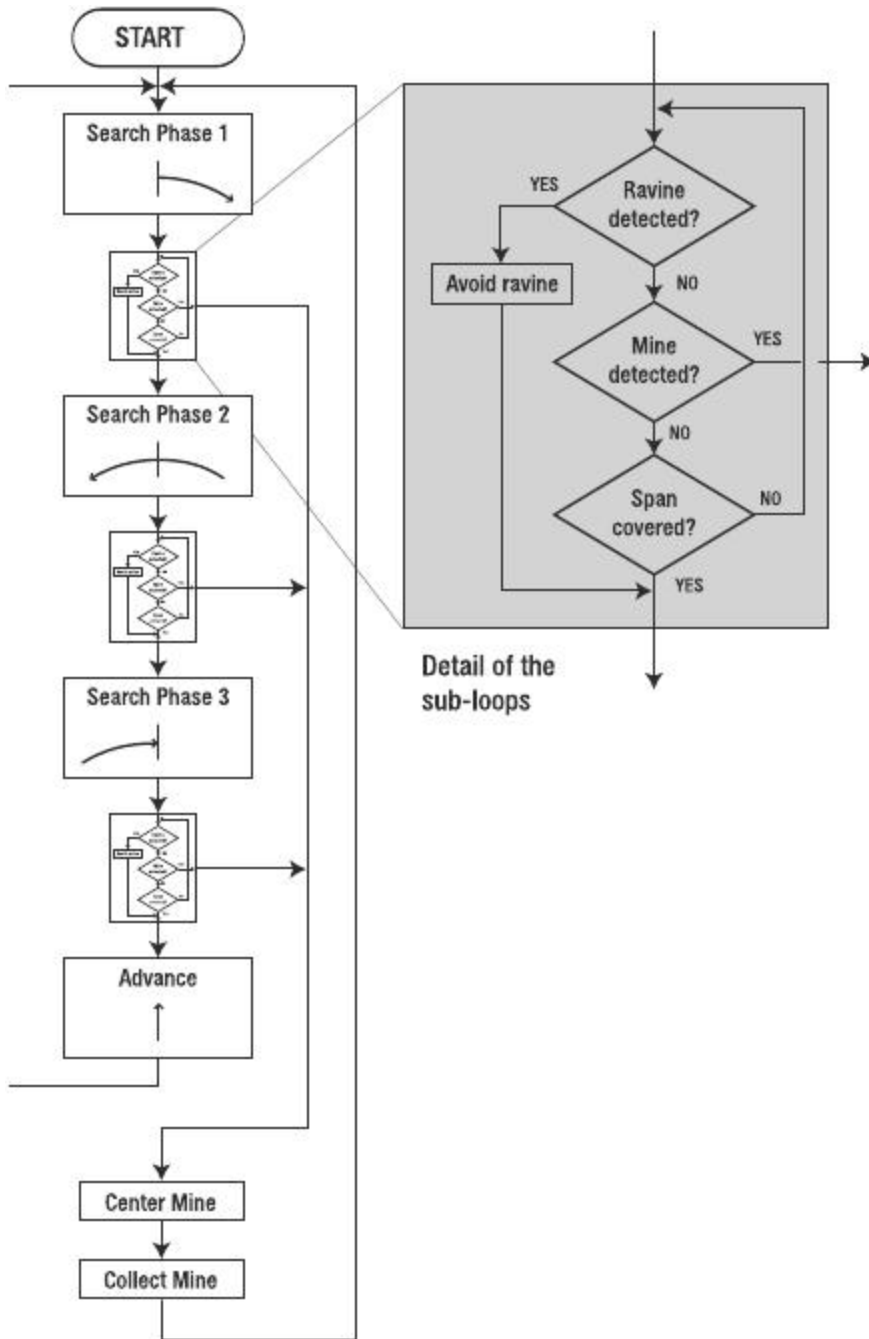 START
Search Phase 1
Search Phase 2
Search Phase 3
Advance
Center Mine
Collect Mine
YES
Ravine
detected?
Avoid ravine
NO
Mine
detected?
YES
NO
Span
covered?
NO
YES
Detail of the
sub-loops